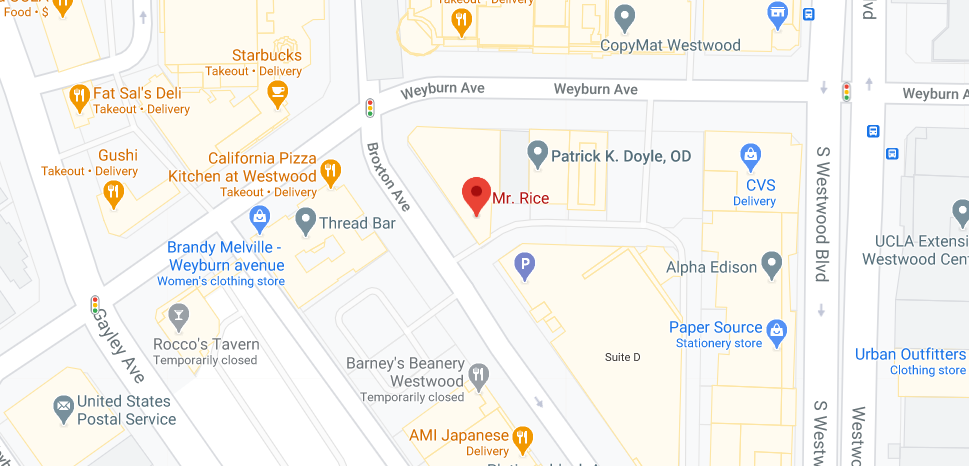 Food • $
Takeout • Delivery
CopyMat Westwood
Starbucks
Takeout • Delivery
Fat Sal's Deli
Takeout • Delivery
Weyburn Ave
Weyburn Ave
Weyburn A
Blvd
Broxton Ave
Gushi
Takeout • Delivery
California Pizza
Kitchen at Westwood
Takeout • Delivery
Patrick K. Doyle, OD
CVS
Delivery
S Westwood Blvd
Mr. Rice
Thread Bar
Brandy Melville -
Weyburn avenue
Women's clothing store
UCLA Extensi
Westwood Cent
P
Alpha Edison
Gayley Ave
Rocco's Tavern
Temporarily closed
Paper Source
Stationery store
Suite D
Barney's Beanery
Westwood
Temporarily closed
Urban Outfitters
Clothing store
United States
Postal Service
AMI Japanese
Delivery
S Westw
Westwo